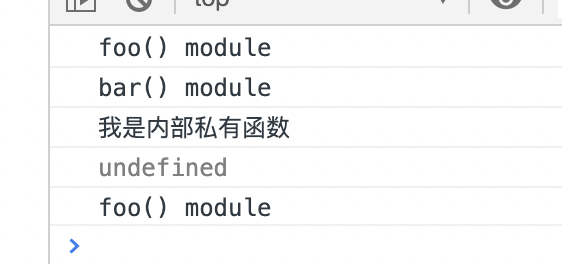 top
foo() module
bar() module
我是内部私有函数
undefined
foo() module